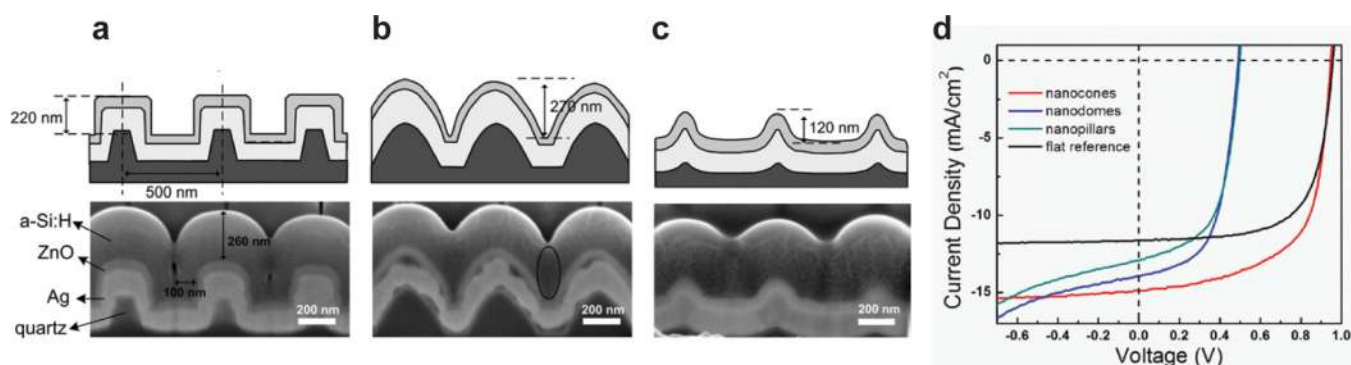 a
220 nm
500 nm
a-Si:H
ZnO
Ag
quartz
260 nm
100 nm
200 nm
b
270 nm
200 nm
c
120 nm
200 nm
d
0
-5
-10
-15
Current Density (mA/cm²)
nanocones
nanodomes
nanopillars
flat reference
-0.6 -0.4 -0.2 0.0 0.2 0.4 0.6 0.8 1.0
Voltage (V)